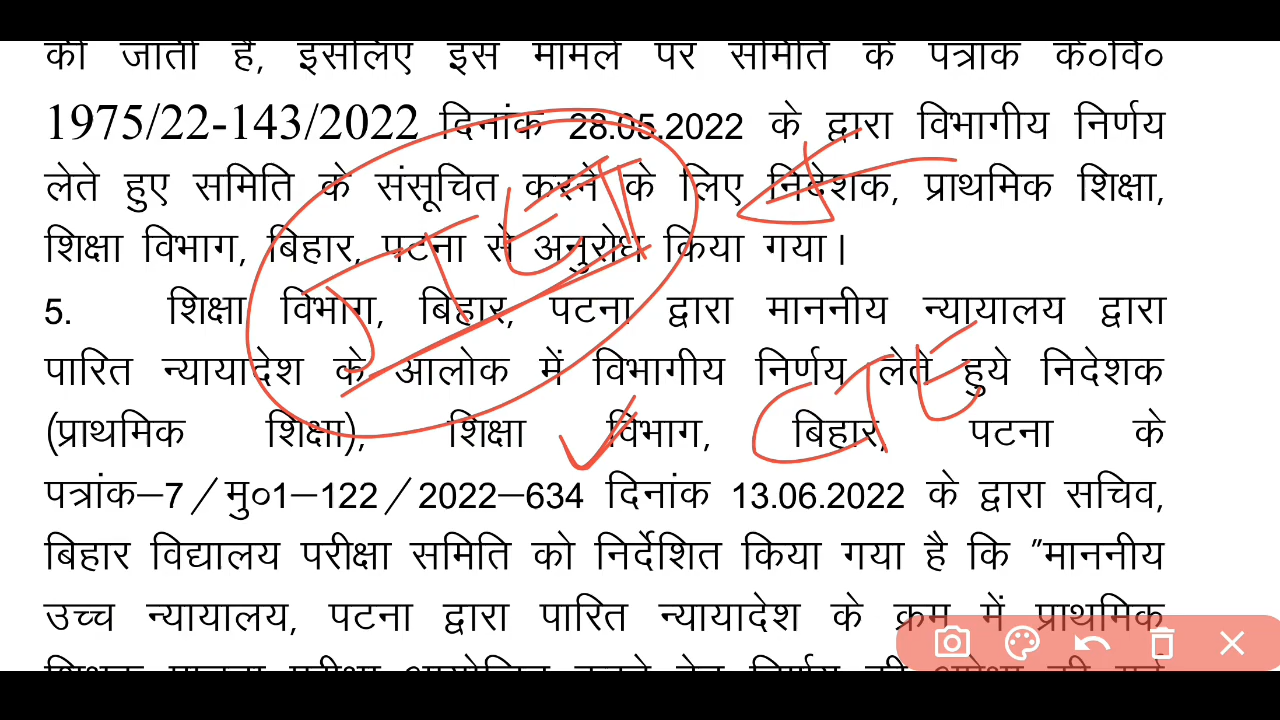 की जाती है, इसलिए इस मामले पर समिति के पत्रांक के०वि०
1975/22-143/2022 दिनांक 28.05.2022 के द्वारा विभागीय निर्णय
लेते हुए समिति के संसूचित करने के लिए निदेशक, प्राथमिक शिक्षा,
शिक्षा विभाग, बिहार, पटना से अनुरोध किया गया।
STET
5. शिक्षा विभाग, बिहार, पटना द्वारा माननीय न्यायालय द्वारा
पारित न्यायादेश के आलोक में विभागीय निर्णय लेते हुये निदेशक
CTE
(प्राथमिक शिक्षा), शिक्षा विभाग, बिहार, पटना के
पत्रांक–7/मु०1–122/2022–634 दिनांक 13.06.2022 के द्वारा सचिव,
बिहार विद्यालय परीक्षा समिति को निर्देशित किया गया है कि "माननीय
उच्च न्यायालय, पटना द्वारा पारित न्यायादेश के क्रम में प्राथमिक